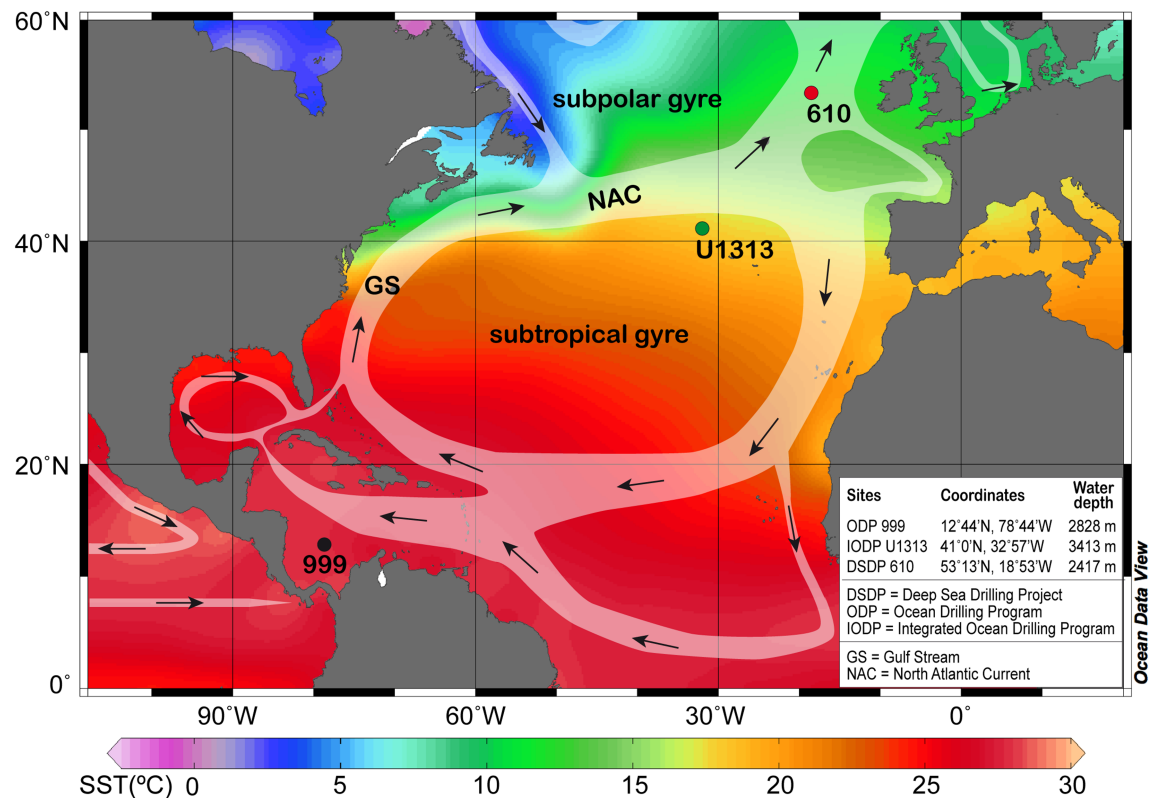 60˚N
subpolar gyre
610
NAC
40˚N
U1313
GS
subtropical gyre
20˚N
999
0˚
Sites Coordinates Water depth
ODP 999 12˚44'N, 78˚44'W 2828 m
IODP U1313 41˚0'N, 32˚57'W 3413 m
DSDP 610 53˚13'N, 18˚53'W 2417 m
DSDP = Deep Sea Drilling Project
ODP = Ocean Drilling Program
IODP = Integrated Ocean Drilling Program
GS = Gulf Stream
NAC = North Atlantic Current
Ocean Data View
90˚W 60˚W 30˚W 0˚
SST(ºC) 0 5 10 15 20 25 30